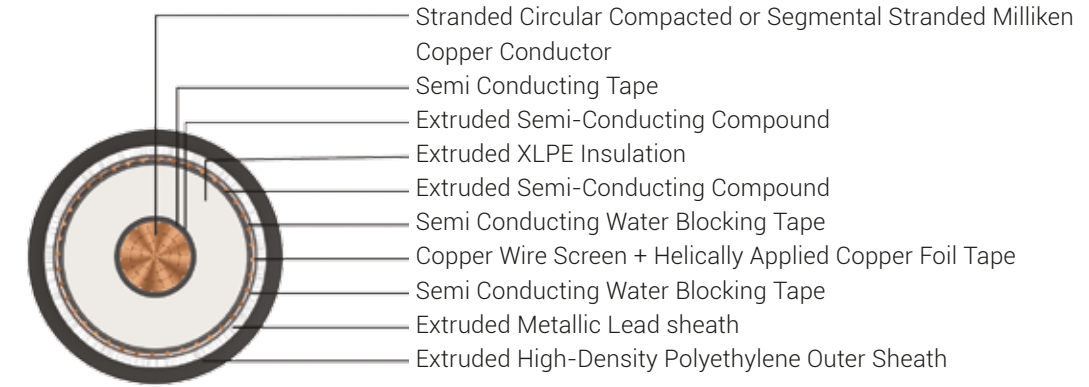 Stranded Circular Compacted or Segmental Stranded Milliken
Copper Conductor
Semi Conducting Tape
Extruded Semi-Conducting Compound
Extruded XLPE Insulation
Extruded Semi-Conducting Compound
Semi Conducting Water Blocking Tape
Copper Wire Screen + Helically Applied Copper Foil Tape
Semi Conducting Water Blocking Tape
Extruded Metallic Lead sheath
Extruded High-Density Polyethylene Outer Sheath